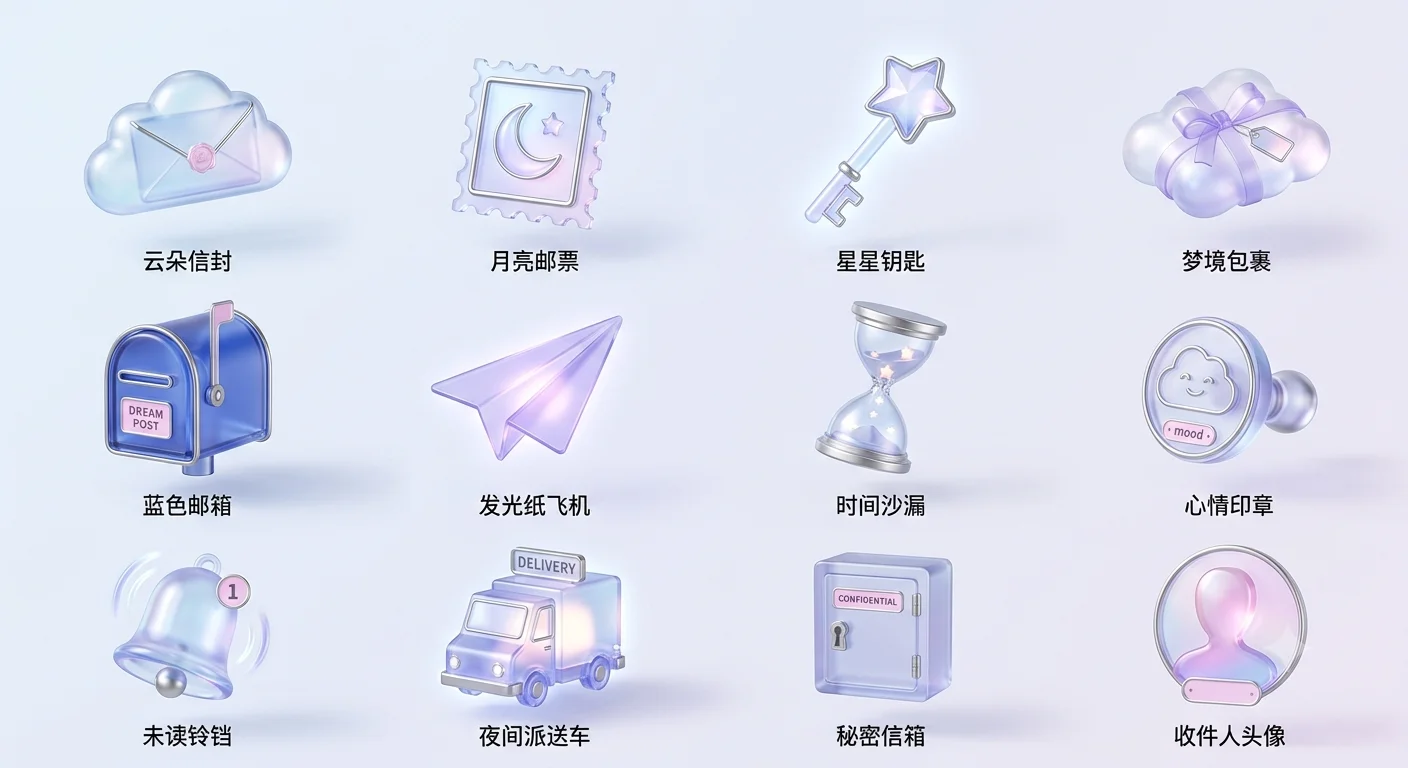 云朵信封
月亮邮票
星星钥匙
梦境包裹
DREAM
POST
蓝色邮箱
发光纸飞机
时间沙漏
mood
心情印章
1
未读铃铛
DELIVERY
夜间派送车
CONFIDENTIAL
秘密信箱
收件人头像